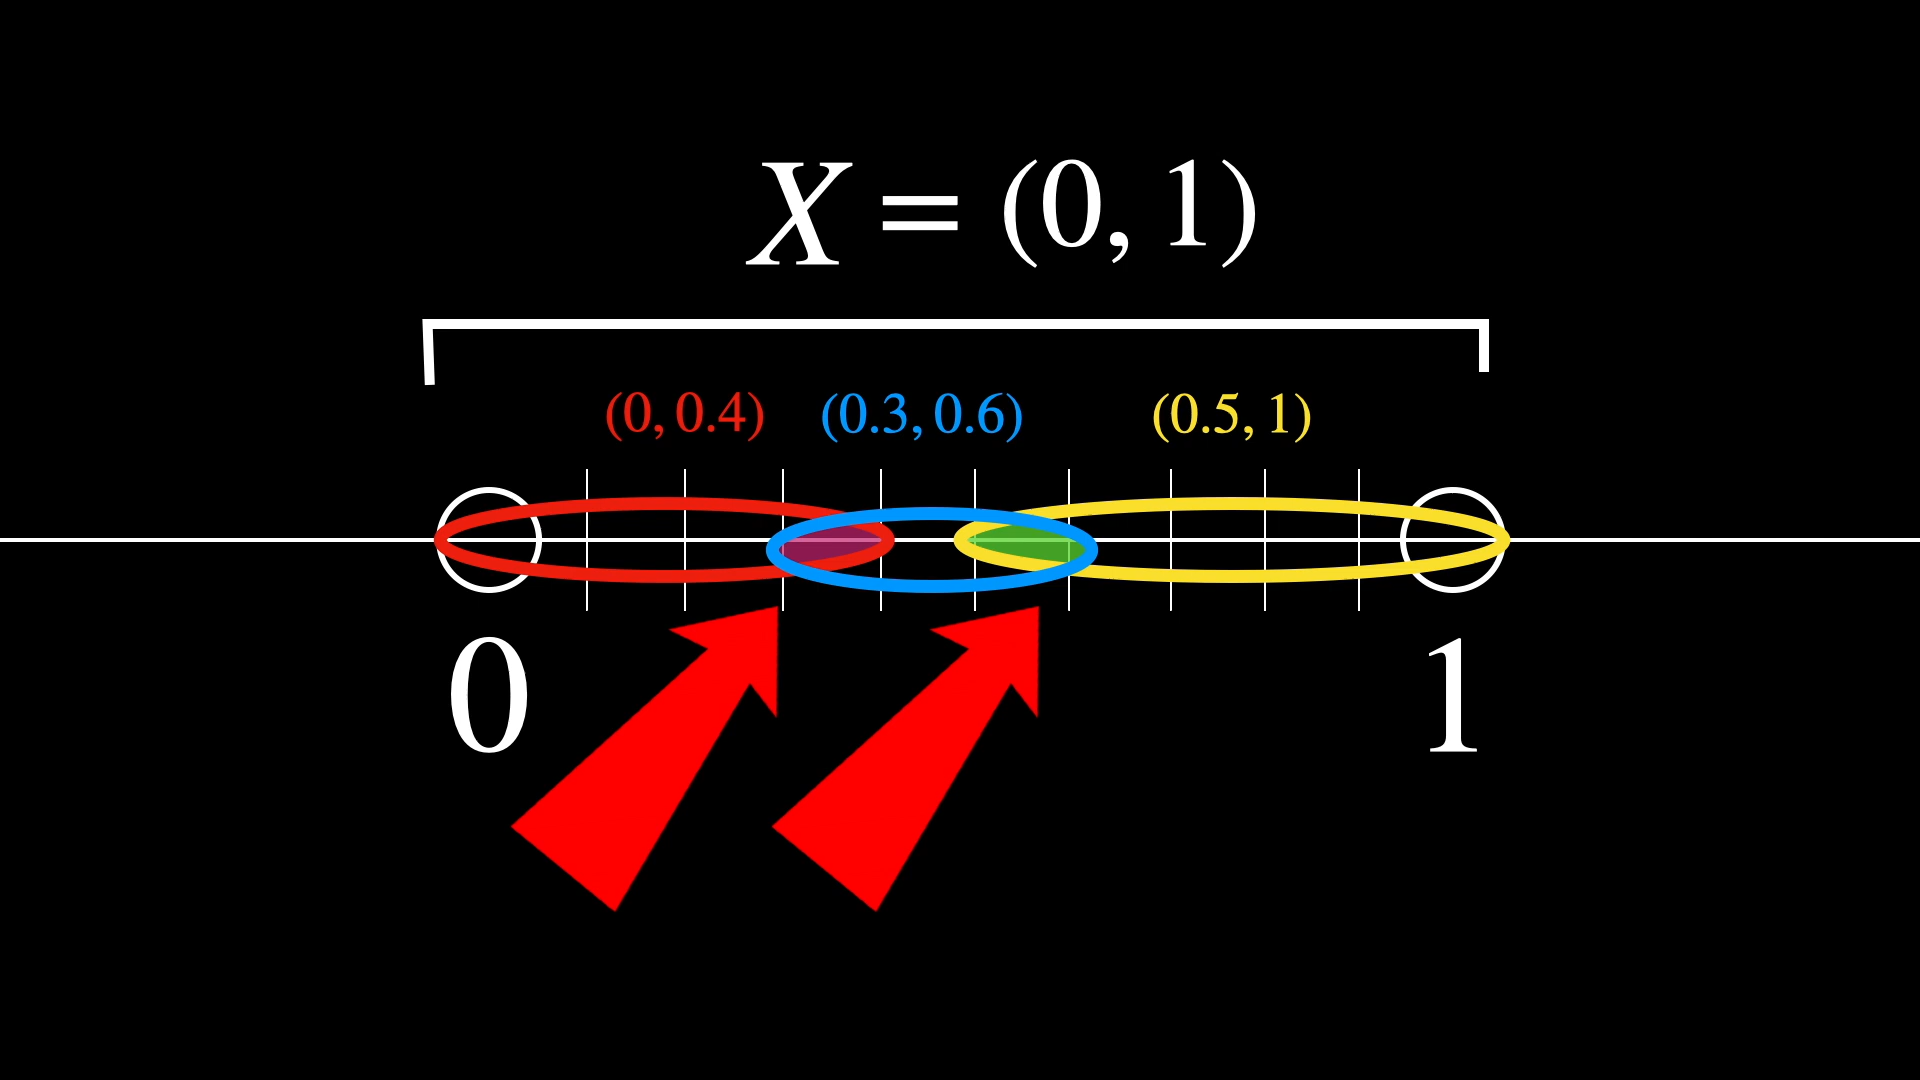 X = (0, 1)
(0, 0.4) (0.3, 0.6) (0.5, 1)
0 1